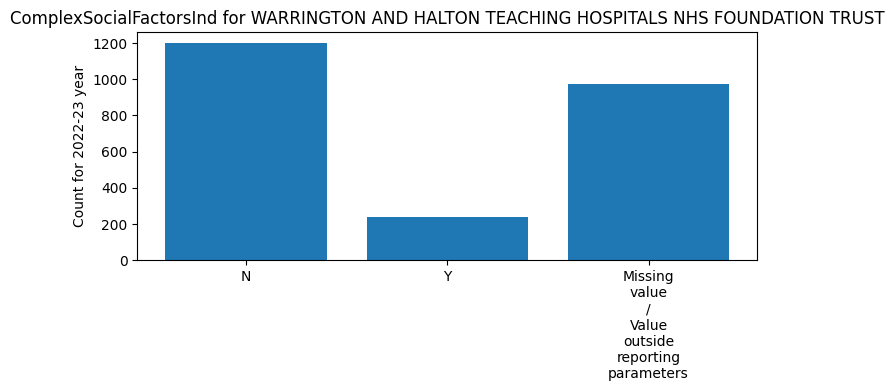 ComplexSocialFactorsInd for WARRINGTON AND HALTON TEACHING HOSPITALS NHS FOUNDATION TRUST
Count for 2022-23 year
1200
1000
800
600
400
200
0
N
Y
Missing
value
/
Value
outside
reporting
parameters